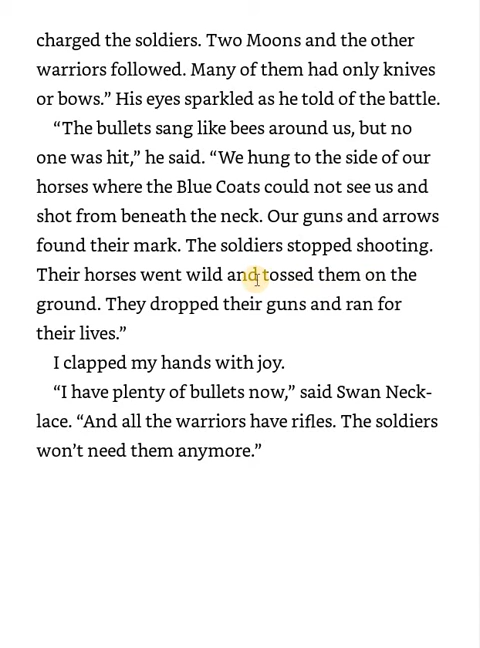 charged the soldiers. Two Moons and the other
warriors followed. Many of them had only knives
or bows.” His eyes sparkled as he told of the battle.
“The bullets sang like bees around us, but no
one was hit,” he said. “We hung to the side of our
horses where the Blue Coats could not see us and
shot from beneath the neck. Our guns and arrows
found their mark. The soldiers stopped shooting.
Their horses went wild and tossed them on the
ground. They dropped their guns and ran for
their lives.”
I clapped my hands with joy.
“I have plenty of bullets now,” said Swan Neck-
lace. “And all the warriors have rifles. The soldiers
won’t need them anymore.”